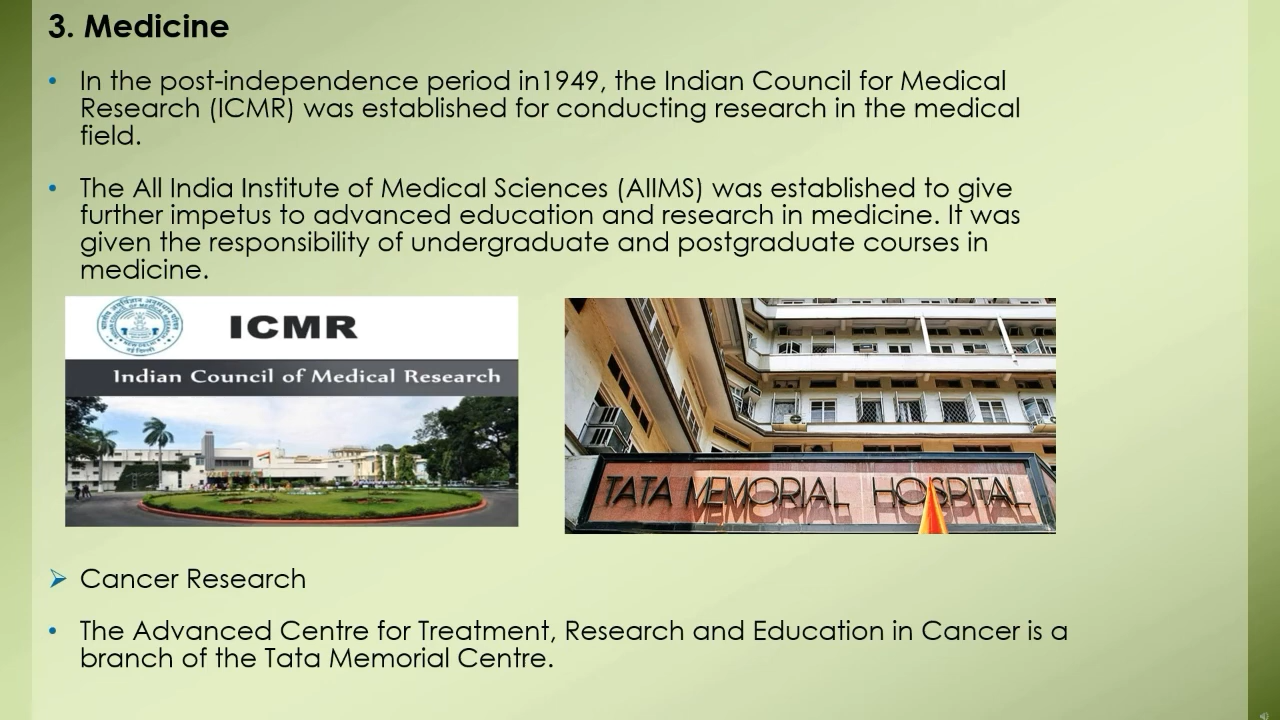 3. Medicine
• In the post-independence period in1949, the Indian Council for Medical
Research (ICMR) was established for conducting research in the medical
field.
• The All India Institute of Medical Sciences (AIIMS) was established to give
further impetus to advanced education and research in medicine. It was
given the responsibility of undergraduate and postgraduate courses in
medicine.
ICMR
Indian Council of Medical Research
TATA MEMORIAL HOSPITAL
➢ Cancer Research
• The Advanced Centre for Treatment, Research and Education in Cancer is a
branch of the Tata Memorial Centre.